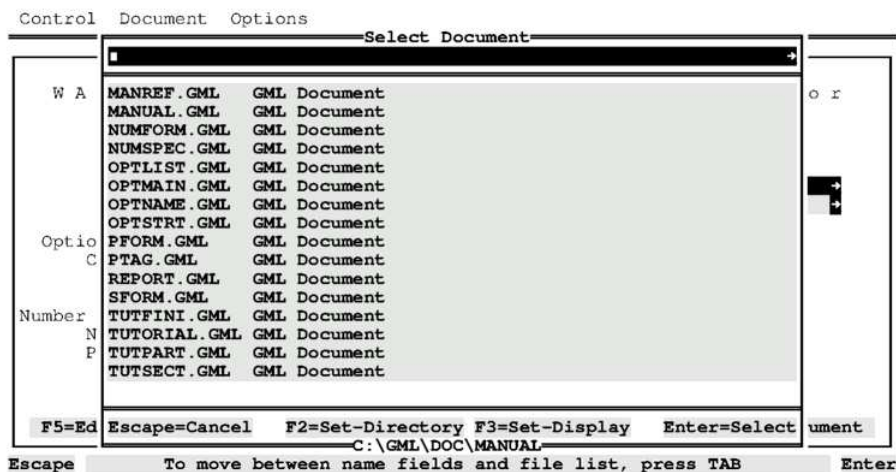 Control Document Options
Select Document
W A
o r
MANREF.GML GML Document
MANUAL.GML GML Document
NUMFORM.GML GML Document
NUMSPEC.GML GML Document
OPTLIST.GML GML Document
OPTMAIN.GML GML Document
OPTNAME.GML GML Document
OPTSTRT.GML GML Document
Optio PFORM.GML GML Document
C PTAG.GML GML Document
REPORT.GML GML Document
SFORM.GML GML Document
Number TUTFINI.GML GML Document
N TUTORIAL.GML GML Document
P TUTPART.GML GML Document
TUTSECT.GML GML Document
F5=Ed Escape=Cancel F2=Set-Directory F3=Set-Display Enter=Select ument
C:\GML\DOC\MANUAL
Escape To move between name fields and file list, press TAB Enter